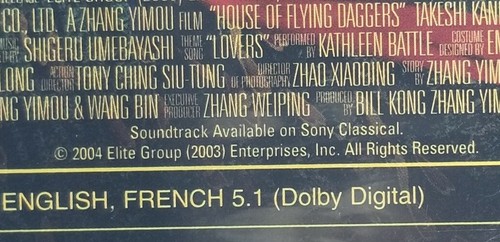 CO., LTD. A ZHANG YIMOU FILM "HOUSE OF FLYING DAGGERS" TAKESHI KAN
BY SHIGERU UMEBAYASHI THEME SONG "LOVERS" PERFORMED BY KATHLEEN BATTLE COSTUME DESIGNED BY
LONG ACTION DIRECTOR TONY CHING SIU TUNG DIRECTOR OF PHOTOGRAPHY ZHAO XIAODING STORY BY ZHANG YIM
NG YIMOU & WANG BIN EXECUTIVE PRODUCER ZHANG WEIPING PRODUCED BY BILL KONG ZHANG YIM
Soundtrack Available on Sony Classical.
© 2004 Elite Group (2003) Enterprises, Inc. All Rights Reserved.
ENGLISH, FRENCH 5.1 (Dolby Digital)